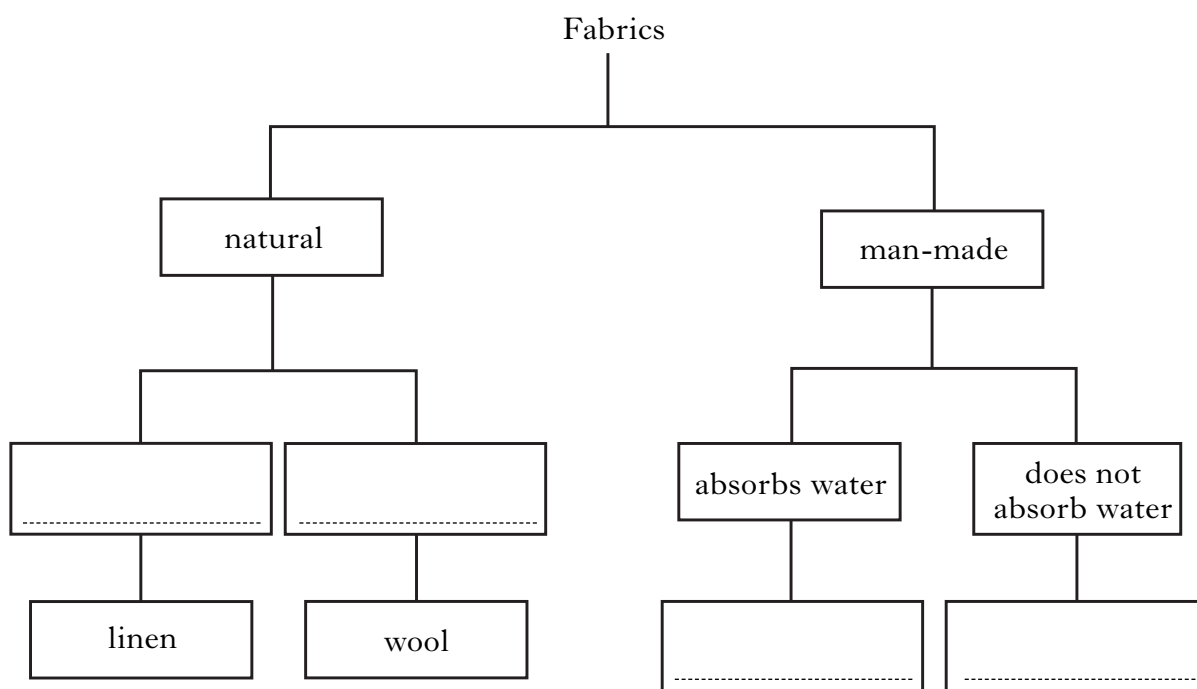 Fabrics
natural
man-made
absorbs water
does not
absorb water
linen
wool